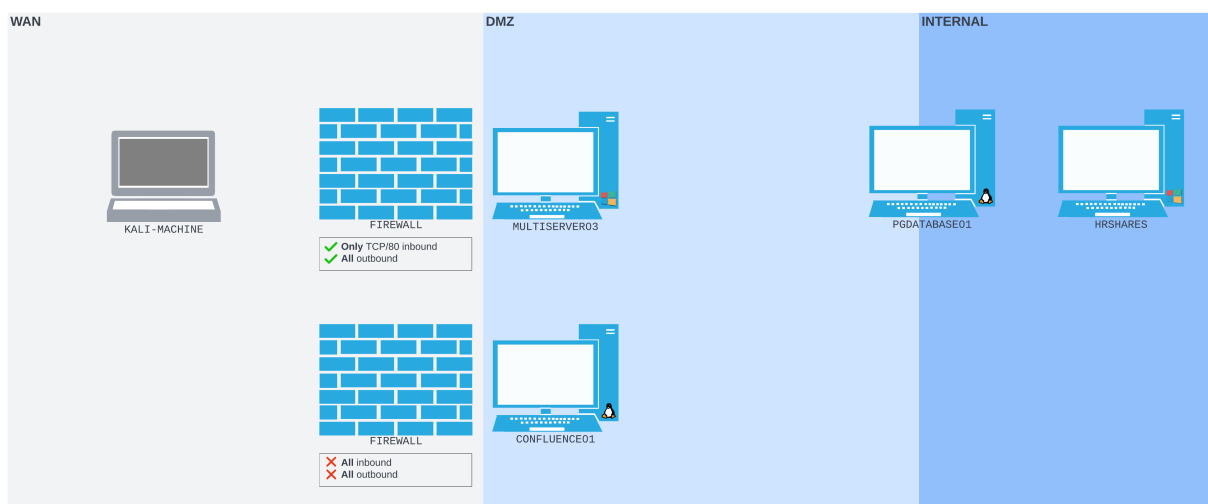 WAN
DMZ
INTERNAL
KALI-MACHINE
FIREWALL
MULTISERVER03
PGDATABASE01
HRSHARES
Only TCP/80 inbound
All outbound
FIREWALL
CONFLUENCE01
All inbound
All outbound